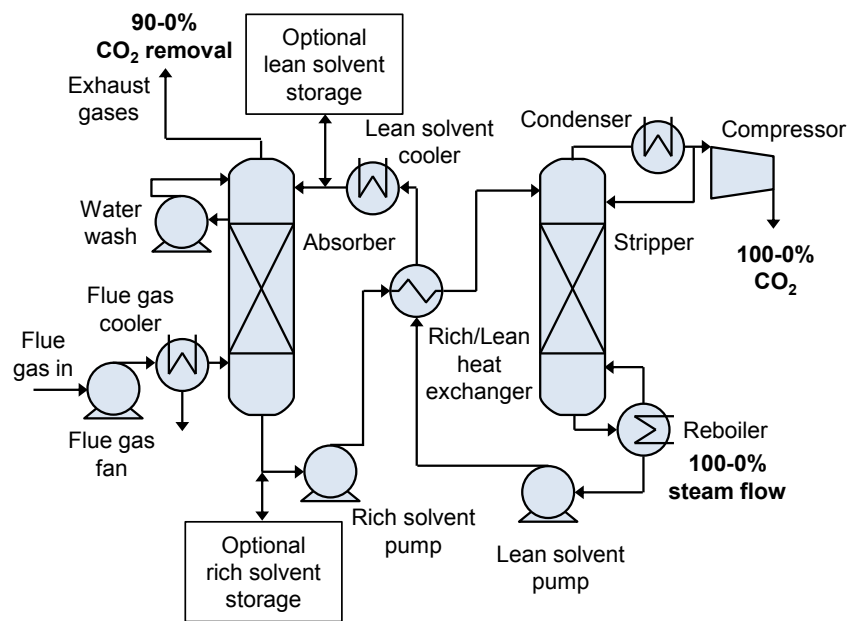 90-0%
CO₂ removal
Exhaust
gases
Optional
lean solvent
storage
Lean solvent
cooler
Condenser
Compressor
Water
wash
Absorber
Stripper
100-0%
CO₂
Flue gas
cooler
Flue
gas in
Rich/Lean
heat
exchanger
Flue gas
fan
Reboiler
100-0%
steam flow
Rich solvent
pump
Optional
rich solvent
storage
Lean solvent
pump